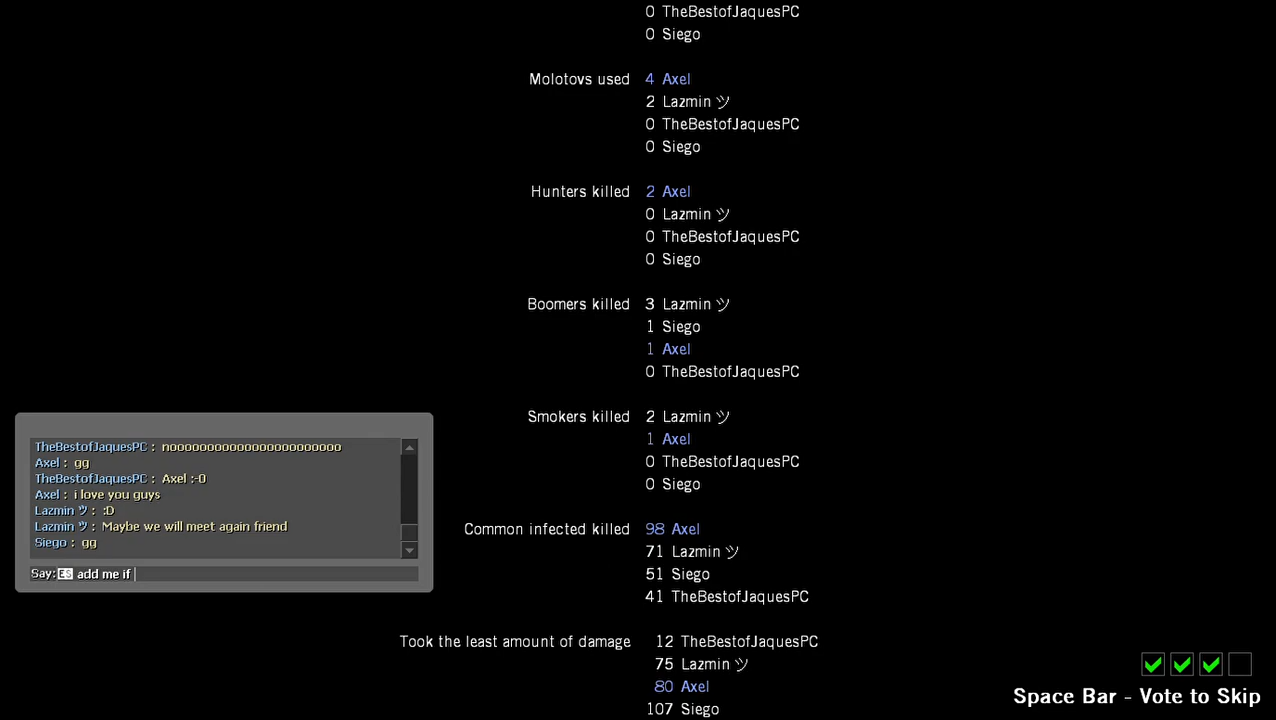 0 TheBestofJaquesPC
0 Siego
Molotovs used 4 Axel
2 Lazmin ツ
0 TheBestofJaquesPC
0 Siego
Hunters killed 2 Axel
0 Lazmin ツ
0 TheBestofJaquesPC
0 Siego
Boomers killed 3 Lazmin ツ
1 Siego
1 Axel
0 TheBestofJaquesPC
Smokers killed 2 Lazmin ツ
1 Axel
0 TheBestofJaquesPC
0 Siego
Common infected killed 98 Axel
71 Lazmin ツ
51 Siego
41 TheBestofJaquesPC
Took the least amount of damage 12 TheBestofJaquesPC
75 Lazmin ツ
80 Axel
107 Siego
TheBestofJaquesPC : nooooooooooooooooooooooo
Axel : gg
TheBestofJaquesPC : Axel :-0
Axel : i love you guys
Lazmin ツ : :D
Lazmin ツ : Maybe we will meet again friend
Siego : gg
Say: ES add me if
Space Bar - Vote to Skip